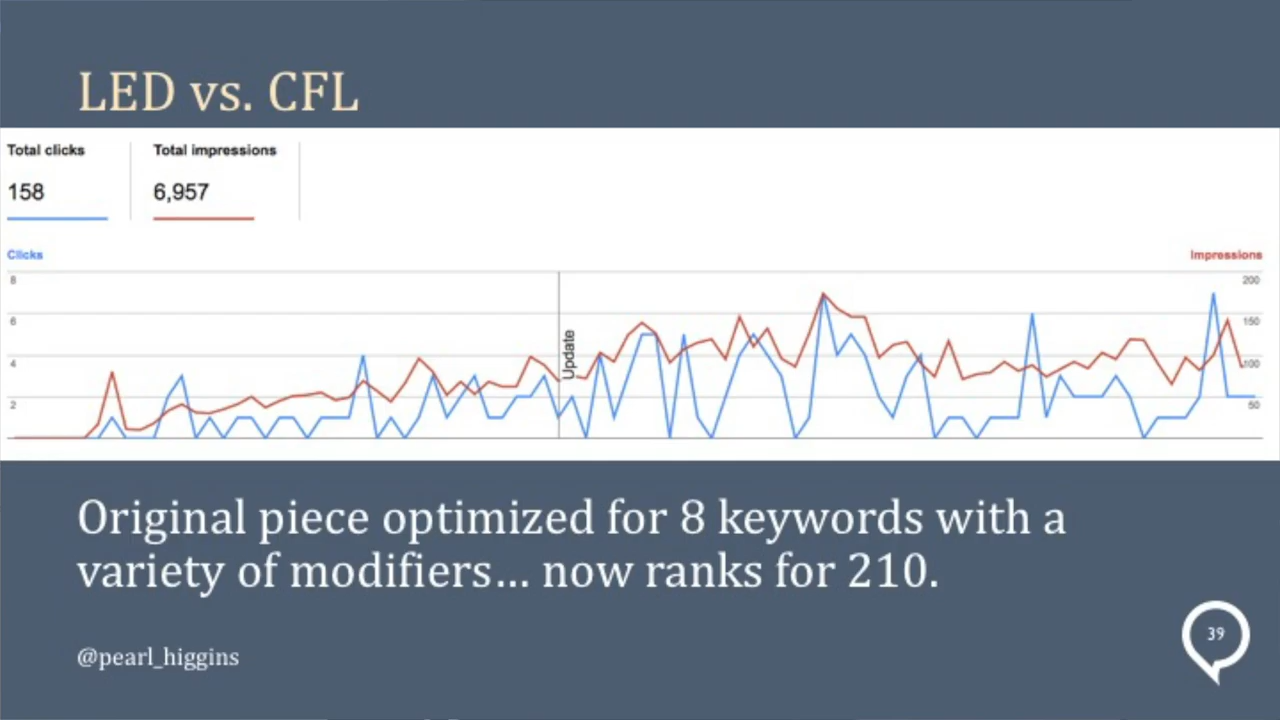 LED vs. CFL
Total clicks
Total impressions
158
6,957
Clicks
Impressions
8
200
6
150
4
100
2
50
Update
Original piece optimized for 8 keywords with a
variety of modifiers... now ranks for 210.
@pearl_higgins
39